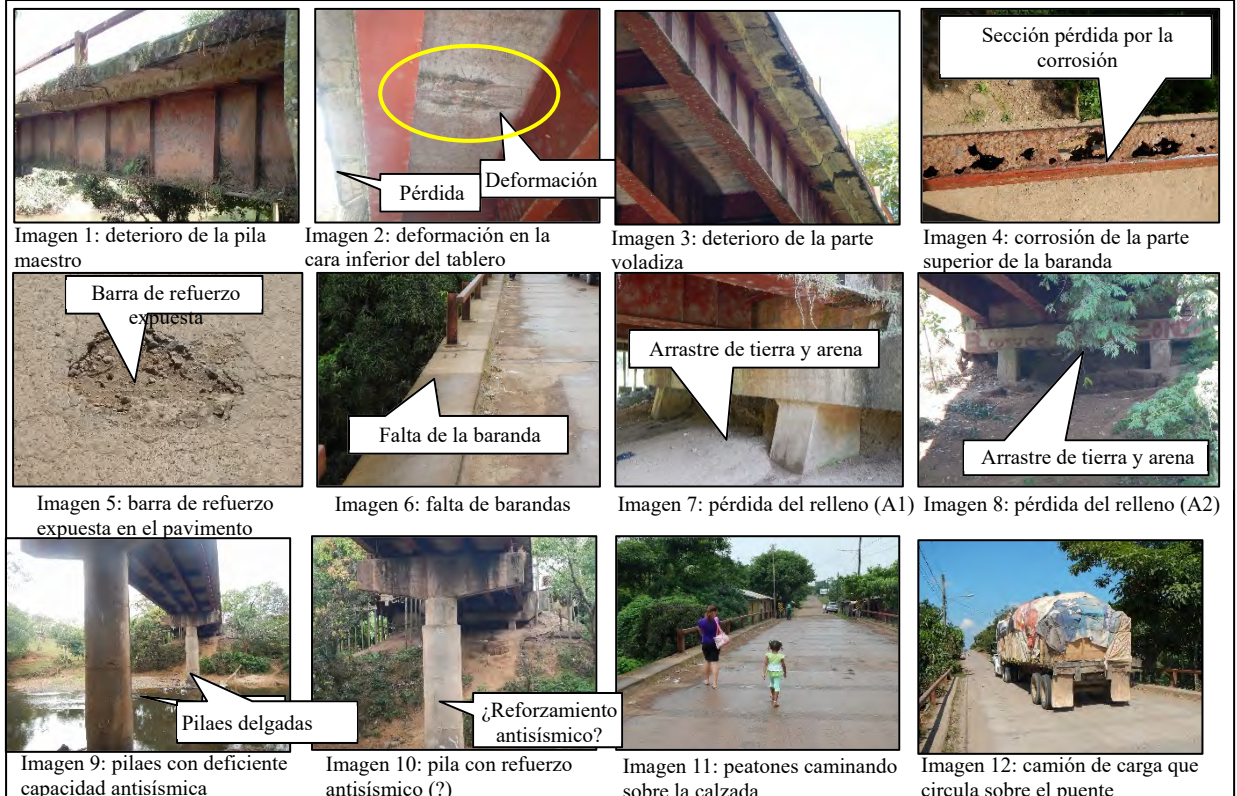 Sección pérdida por la
corrosión
Pérdida
Deformación
Imagen 1: deterioro de la pila
maestro
Imagen 2: deformación en la
cara inferior del tablero
Imagen 3: deterioro de la parte
voladiza
Imagen 4: corrosión de la parte
superior de la baranda
Barra de refuerzo
expuesta
Falta de la baranda
Arrastre de tierra y arena
Arrastre de tierra y arena
Imagen 5: barra de refuerzo
expuesta en el pavimento
Imagen 6: falta de barandas
Imagen 7: pérdida del relleno (A1)
Imagen 8: pérdida del relleno (A2)
Pilaes delgadas
¿Reforzamiento
antisísmico?
Imagen 9: pilaes con deficiente
capacidad antisísmica
Imagen 10: pila con refuerzo
antisísmico (?)
Imagen 11: peatones caminando
sobre la calzada
Imagen 12: camión de carga que
circula sobre el puente